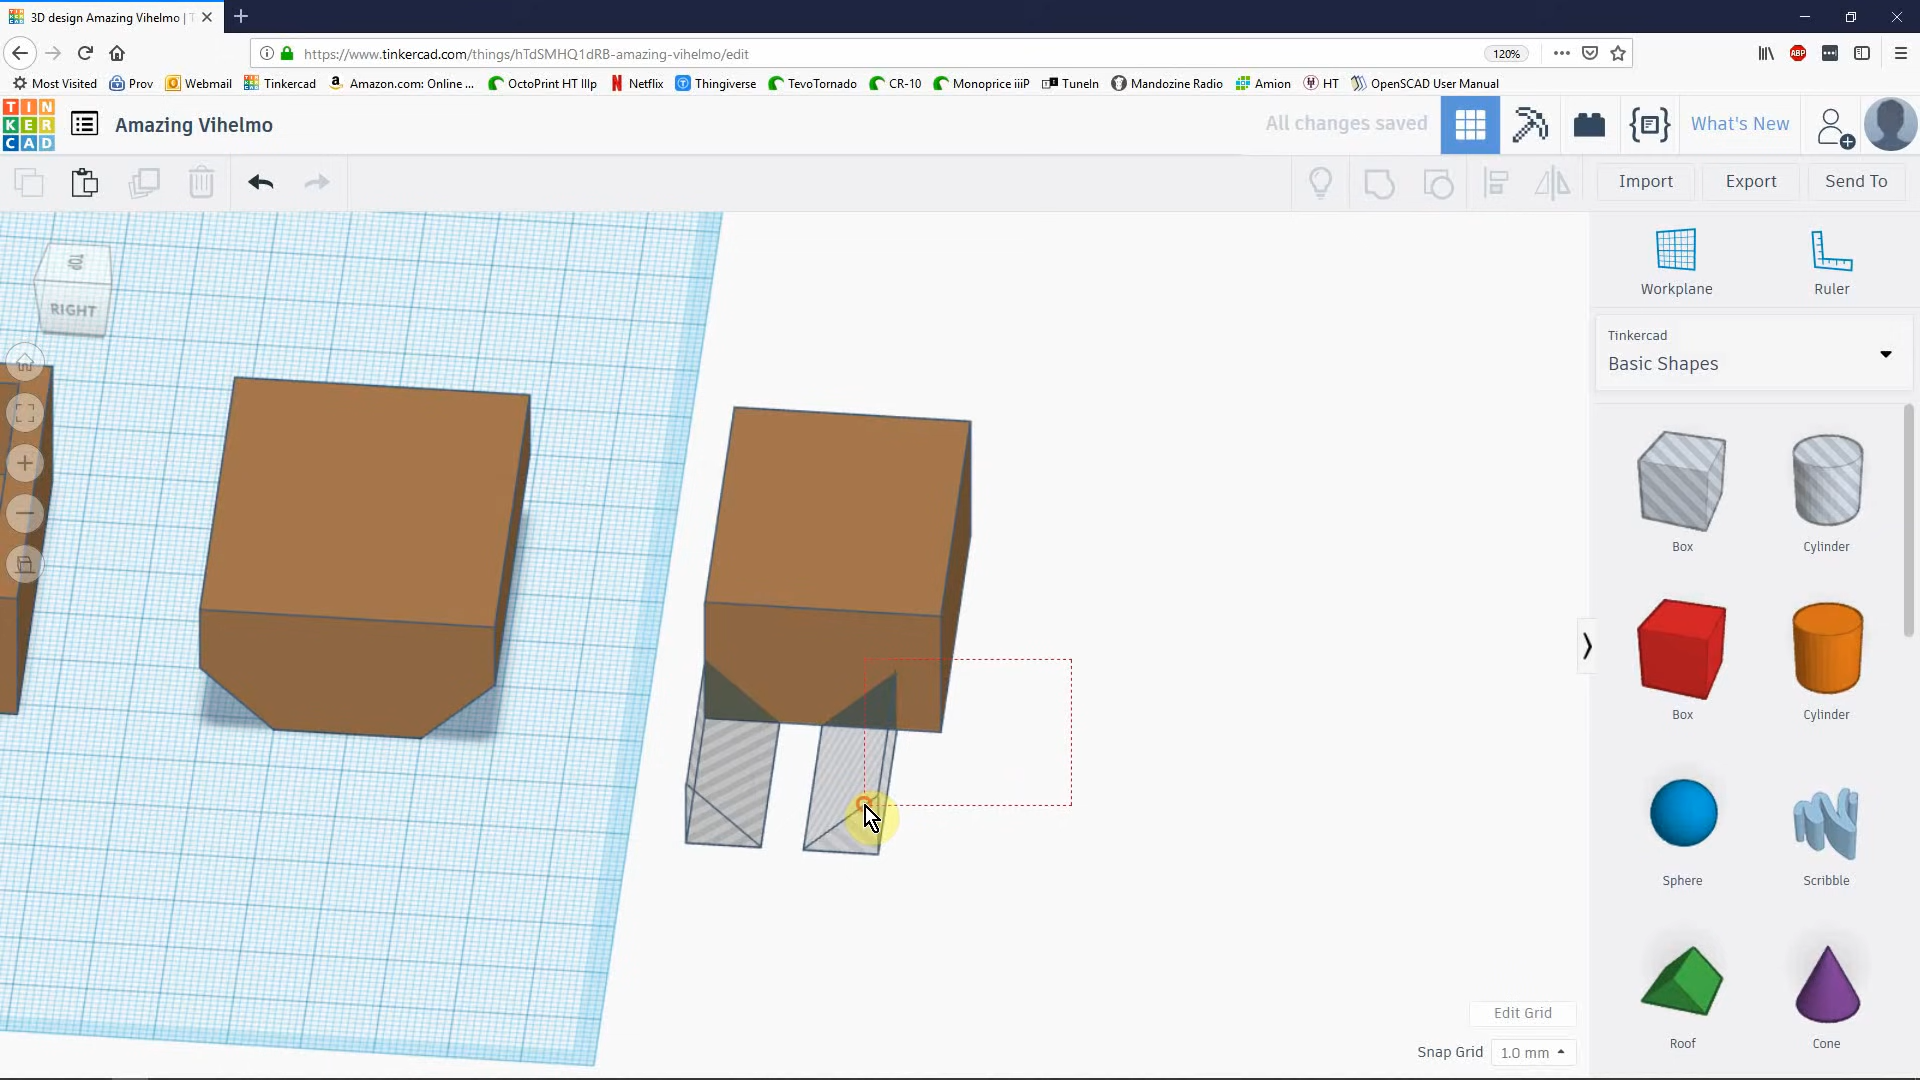 3D design Amazing Vihelmo | T
https://www.tinkercad.com/things/hTdSMHQ1dRB-amazing-vihelmo/edit
120%
ABP
Most Visited
Prov
Webmail
Tinkercad
Amazon.com: Online ...
OctoPrint HT IIIp
Netflix
Thingiverse
TevoTornado
CR-10
Monoprice iiiP
TuneIn
Mandozine Radio
Amion
HT
OpenSCAD User Manual
TIN
KER
CAD
Amazing Vihelmo
All changes saved
What's New
Import
Export
Send To
TOP
RIGHT
Workplane
Ruler
Tinkercad
Basic Shapes
Box
Cylinder
Box
Cylinder
Sphere
Scribble
Roof
Cone
Edit Grid
Snap Grid
1.0 mm